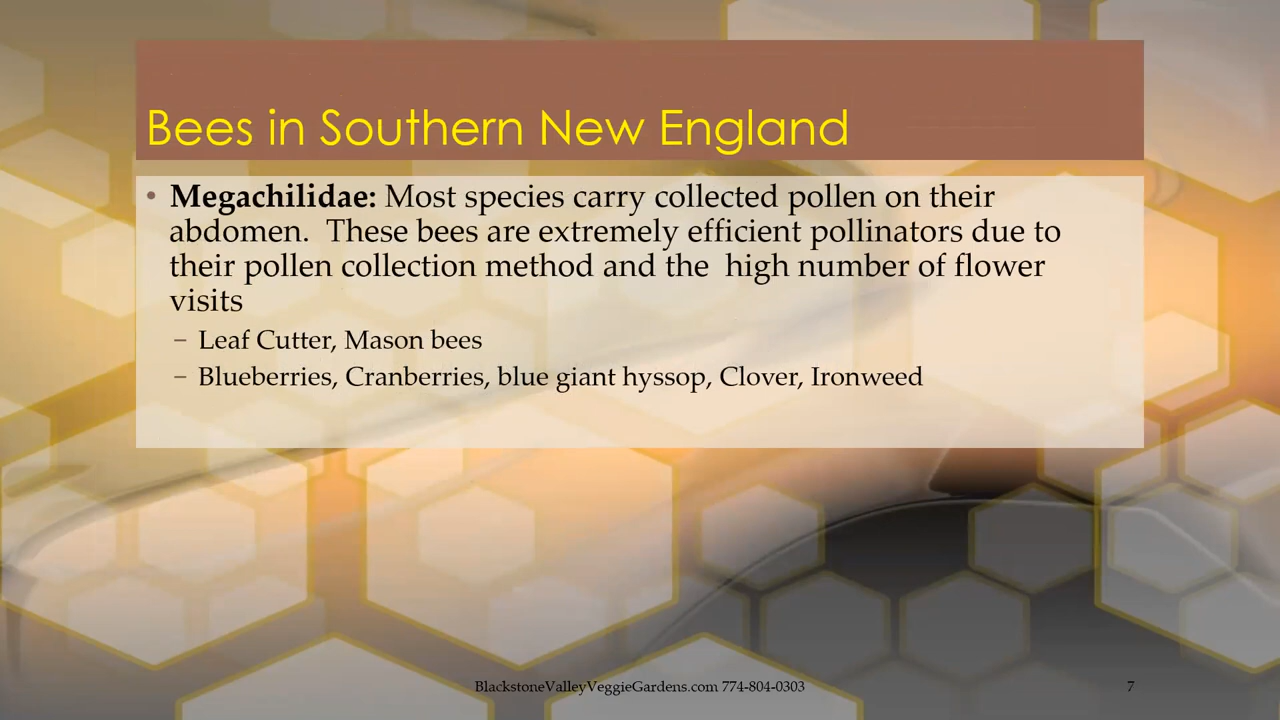 Bees in Southern New England
• Megachilidae: Most species carry collected pollen on their
abdomen.  These bees are extremely efficient pollinators due to
their pollen collection method and the  high number of flower
visits
– Leaf Cutter, Mason bees
– Blueberries, Cranberries, blue giant hyssop, Clover, Ironweed
BlackstoneValleyVeggieGardens.com 774-804-0303
7